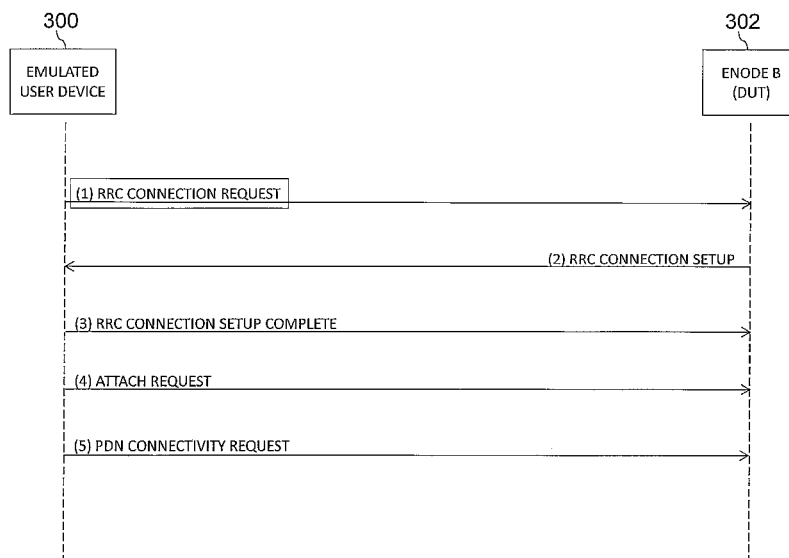 300
302
EMULATED
USER DEVICE
ENODE B
(DUT)
(1) RRC CONNECTION REQUEST
(2) RRC CONNECTION SETUP
(3) RRC CONNECTION SETUP COMPLETE
(4) ATTACH REQUEST
(5) PDN CONNECTIVITY REQUEST